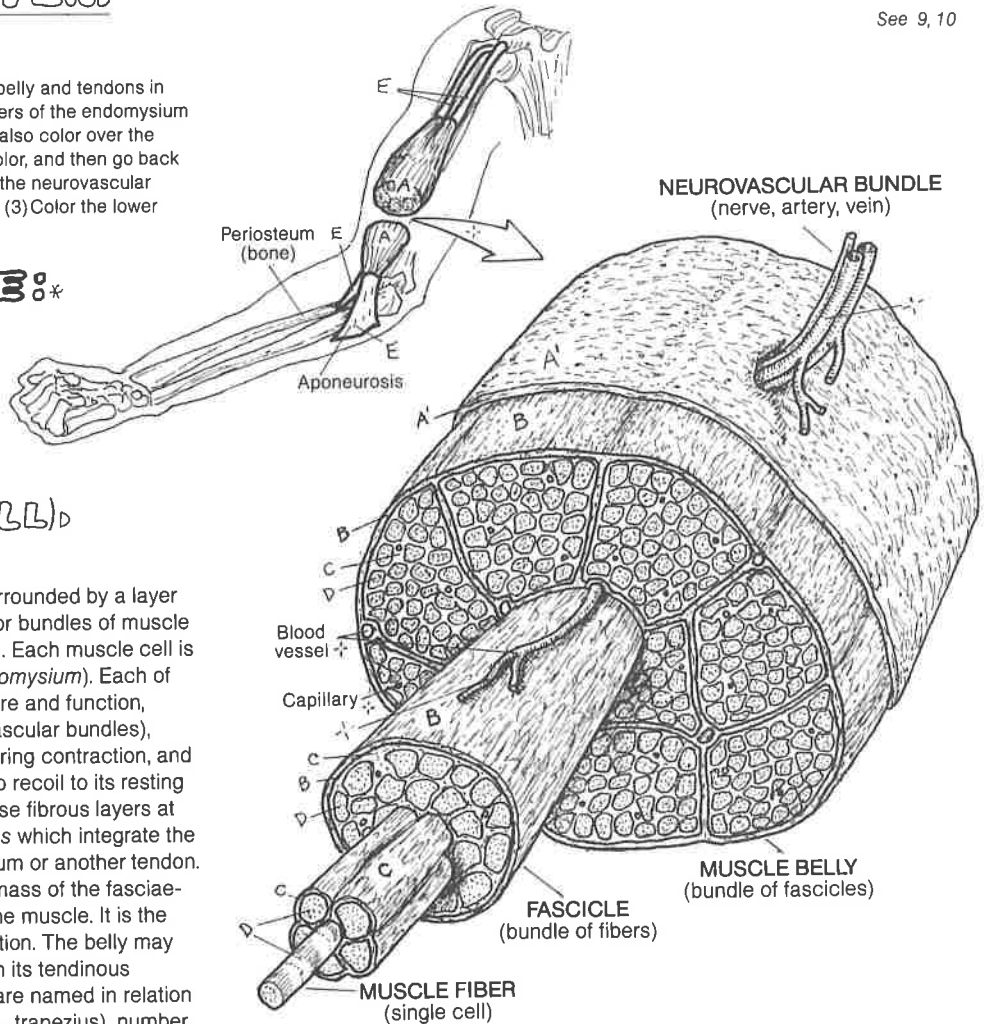 See 9, 10
belly and tendons in
ers of the endomysium
also color over the
olor, and then go back
the neurovascular
(3) Color the lower
E
A
NEUROVASCULAR BUNDLE
(nerve, artery, vein)
Periosteum E
(bone)
A
E
Aponeurosis
A'
A'
B
LL)D
B
C
D
Blood
vessel
Capillary
B
C
B
D
C
C
D
rrounded by a layer
or bundles of muscle
. Each muscle cell is
omysium). Each of
re and function,
ascular bundles),
ring contraction, and
o recoil to its resting
se fibrous layers at
s which integrate the
um or another tendon.
mass of the fasciae-
he muscle. It is the
tion. The belly may
n its tendinous
are named in relation
trapezius), number
MUSCLE BELLY
(bundle of fascicles)
FASCICLE
(bundle of fibers)
MUSCLE FIBER
(single cell)